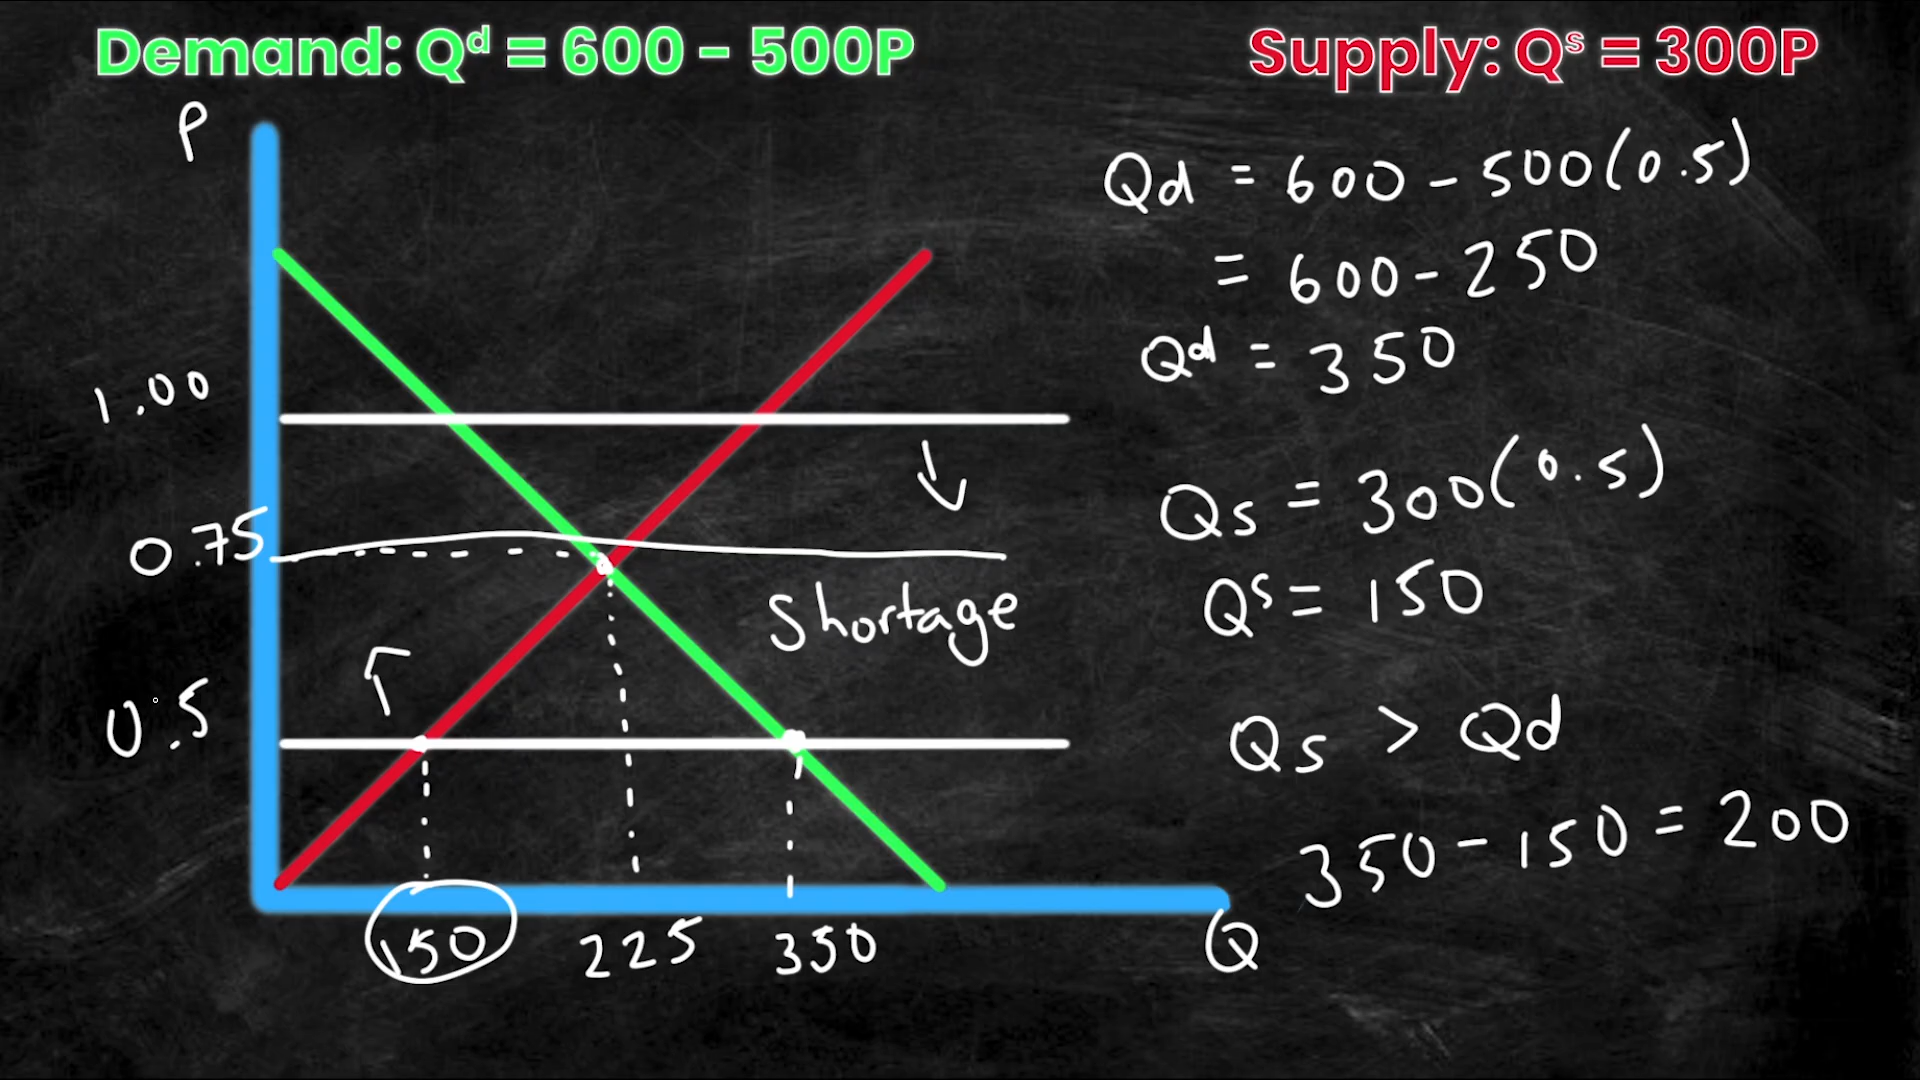 Demand: Qᵈ = 600 - 500P
Supply: Qˢ = 300P
P
1.00
0.75
0.5
Shortage
150
225
350
Q
Qd = 600 - 500(0.5)
= 600 - 250
Qd = 350
Qs = 300(0.5)
Qs = 150
Qs > Qd
350 - 150 = 200